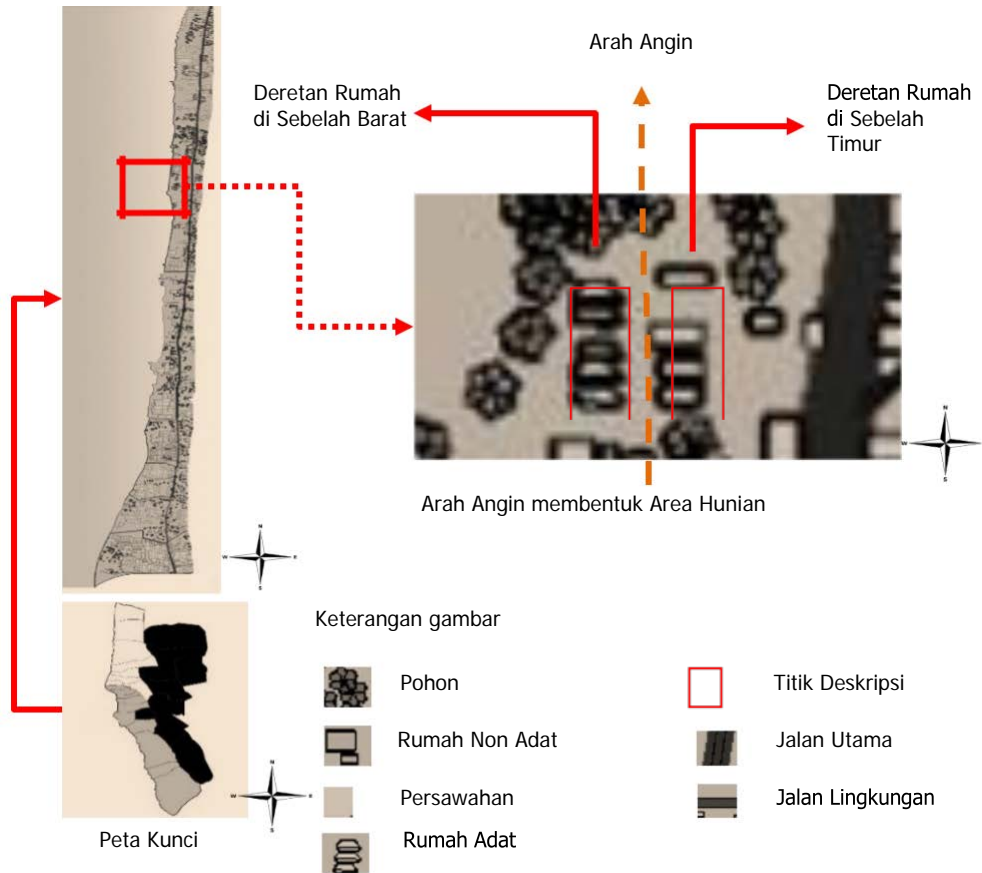 Arah Angin
Deretan Rumah
di Sebelah Barat
Deretan Rumah
di Sebelah
Timur
N
W
S
Arah Angin membentuk Area Hunian
N
W
E
S
Keterangan gambar
Pohon
Titik Deskripsi
Rumah Non Adat
Jalan Utama
Persawahan
Jalan Lingkungan
Rumah Adat
N
W
E
S
Peta Kunci